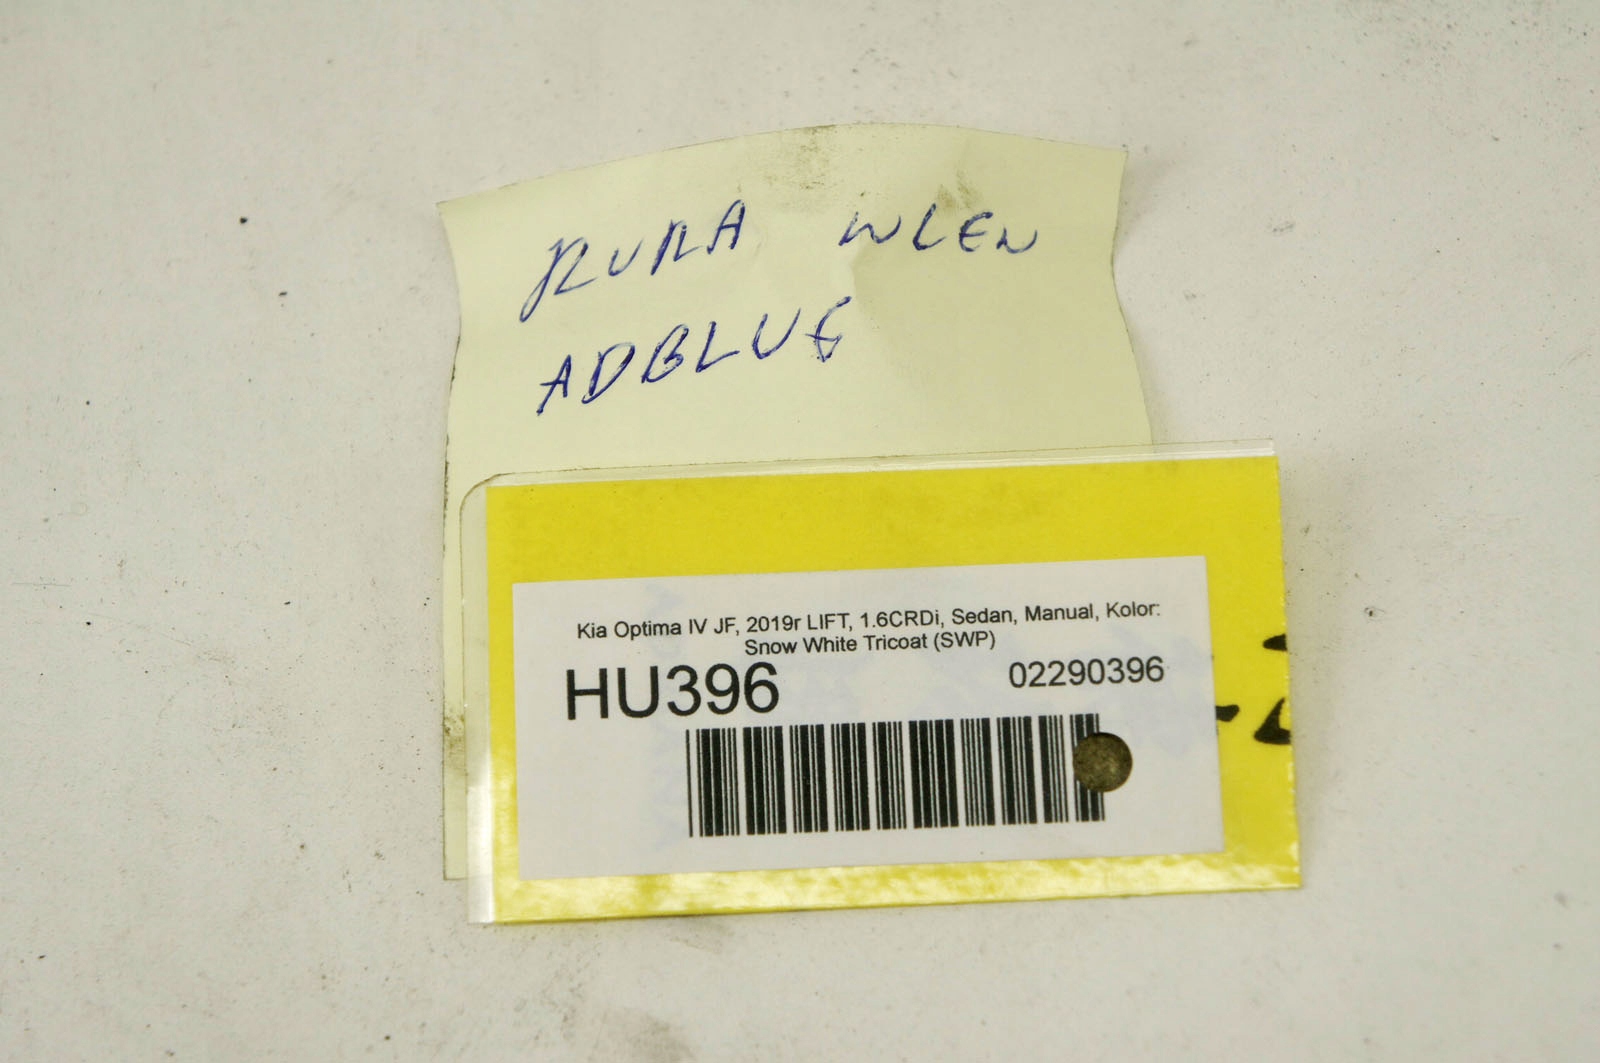 RURA WLEW
ADBLUE
Kia Optima IV JF, 2019r LIFT, 1.6CRDi, Sedan, Manual, Kolor:
Snow White Tricoat (SWP)
HU396
02290396